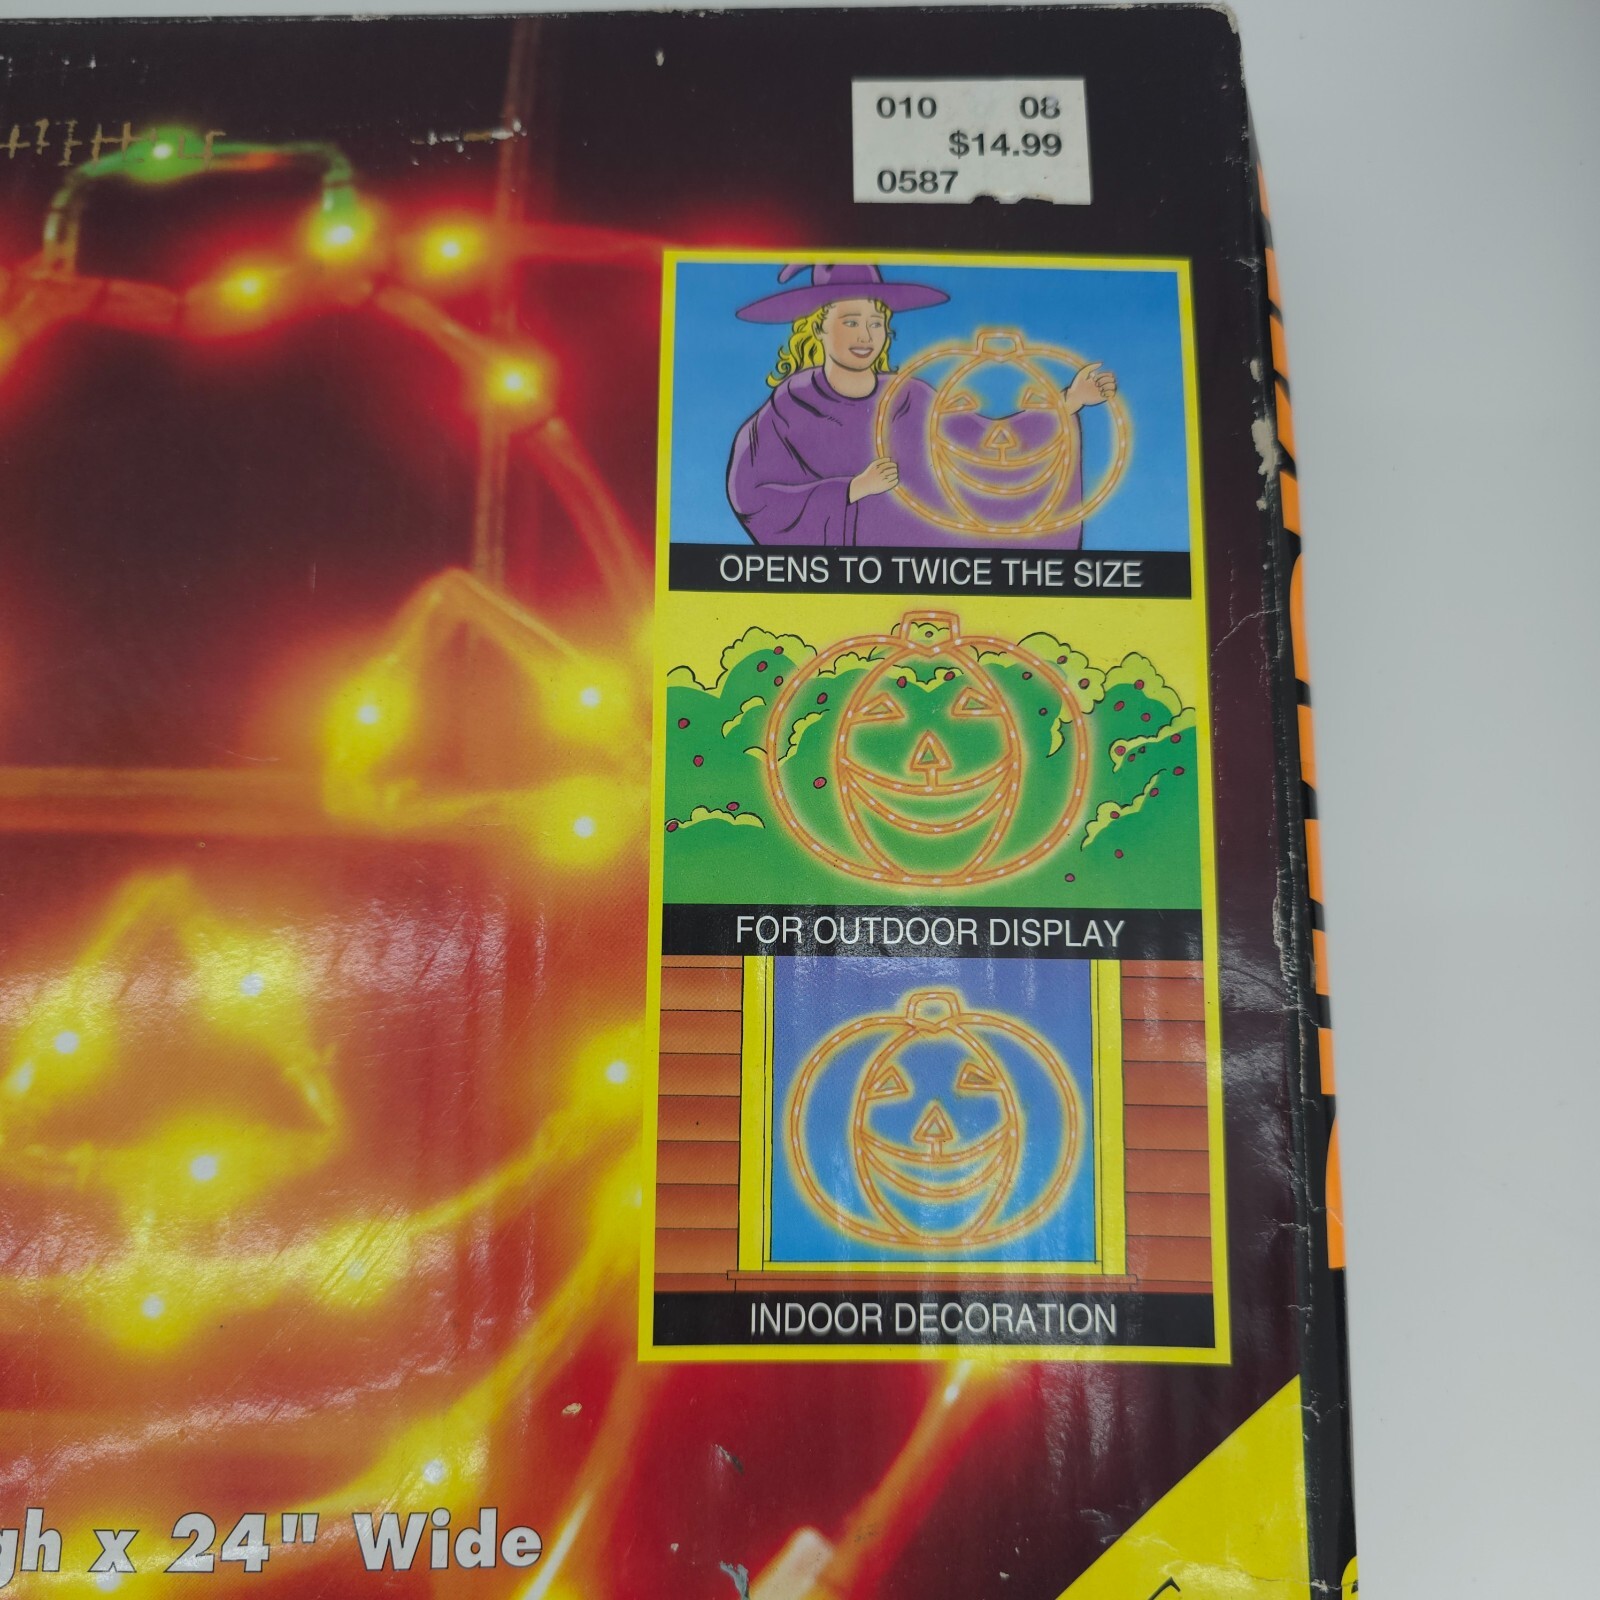 010 08
$14.99
0587
OPENS TO TWICE THE SIZE
FOR OUTDOOR DISPLAY
INDOOR DECORATION
gh x 24" Wide